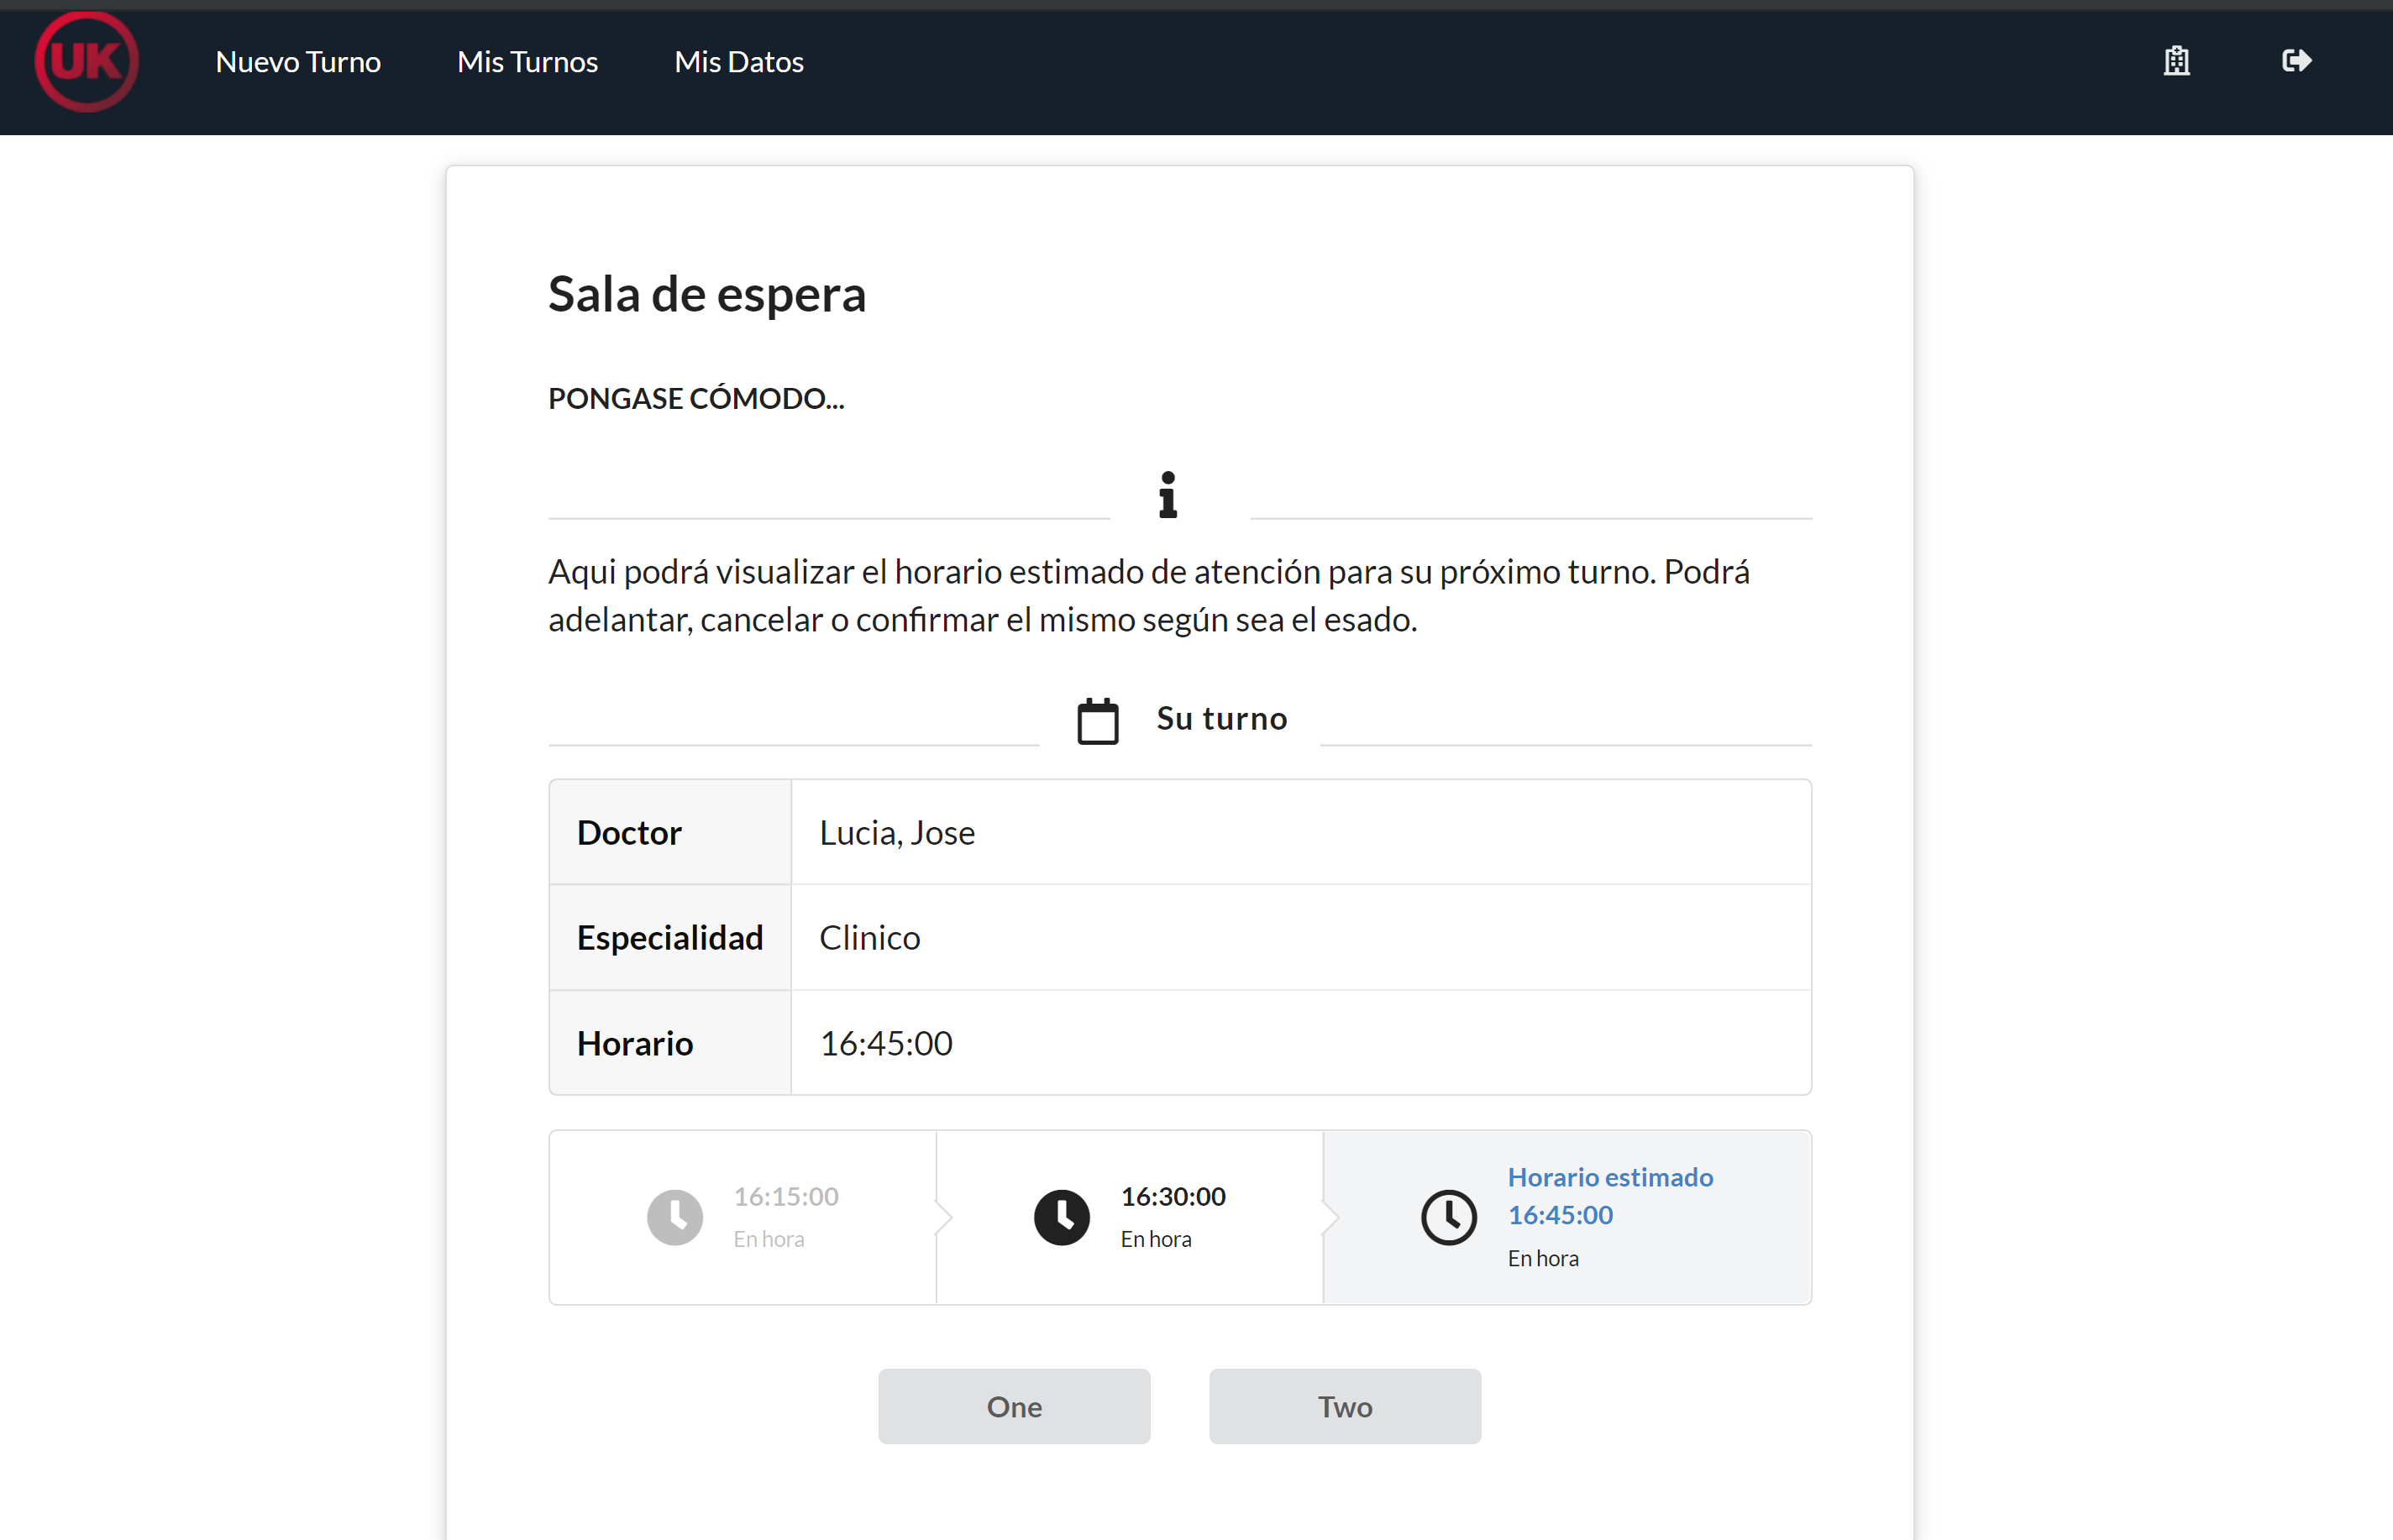 UK
Nuevo Turno Mis Turnos Mis Datos
Sala de espera
PONGASE CÓMODO...
Aqui podrá visualizar el horario estimado de atención para su próximo turno. Podrá
adelantar, cancelar o confirmar el mismo según sea el esado.
Su turno
Doctor Lucia, Jose
Especialidad Clinico
Horario 16:45:00
16:15:00
En hora
16:30:00
En hora
Horario estimado
16:45:00
En hora
One Two